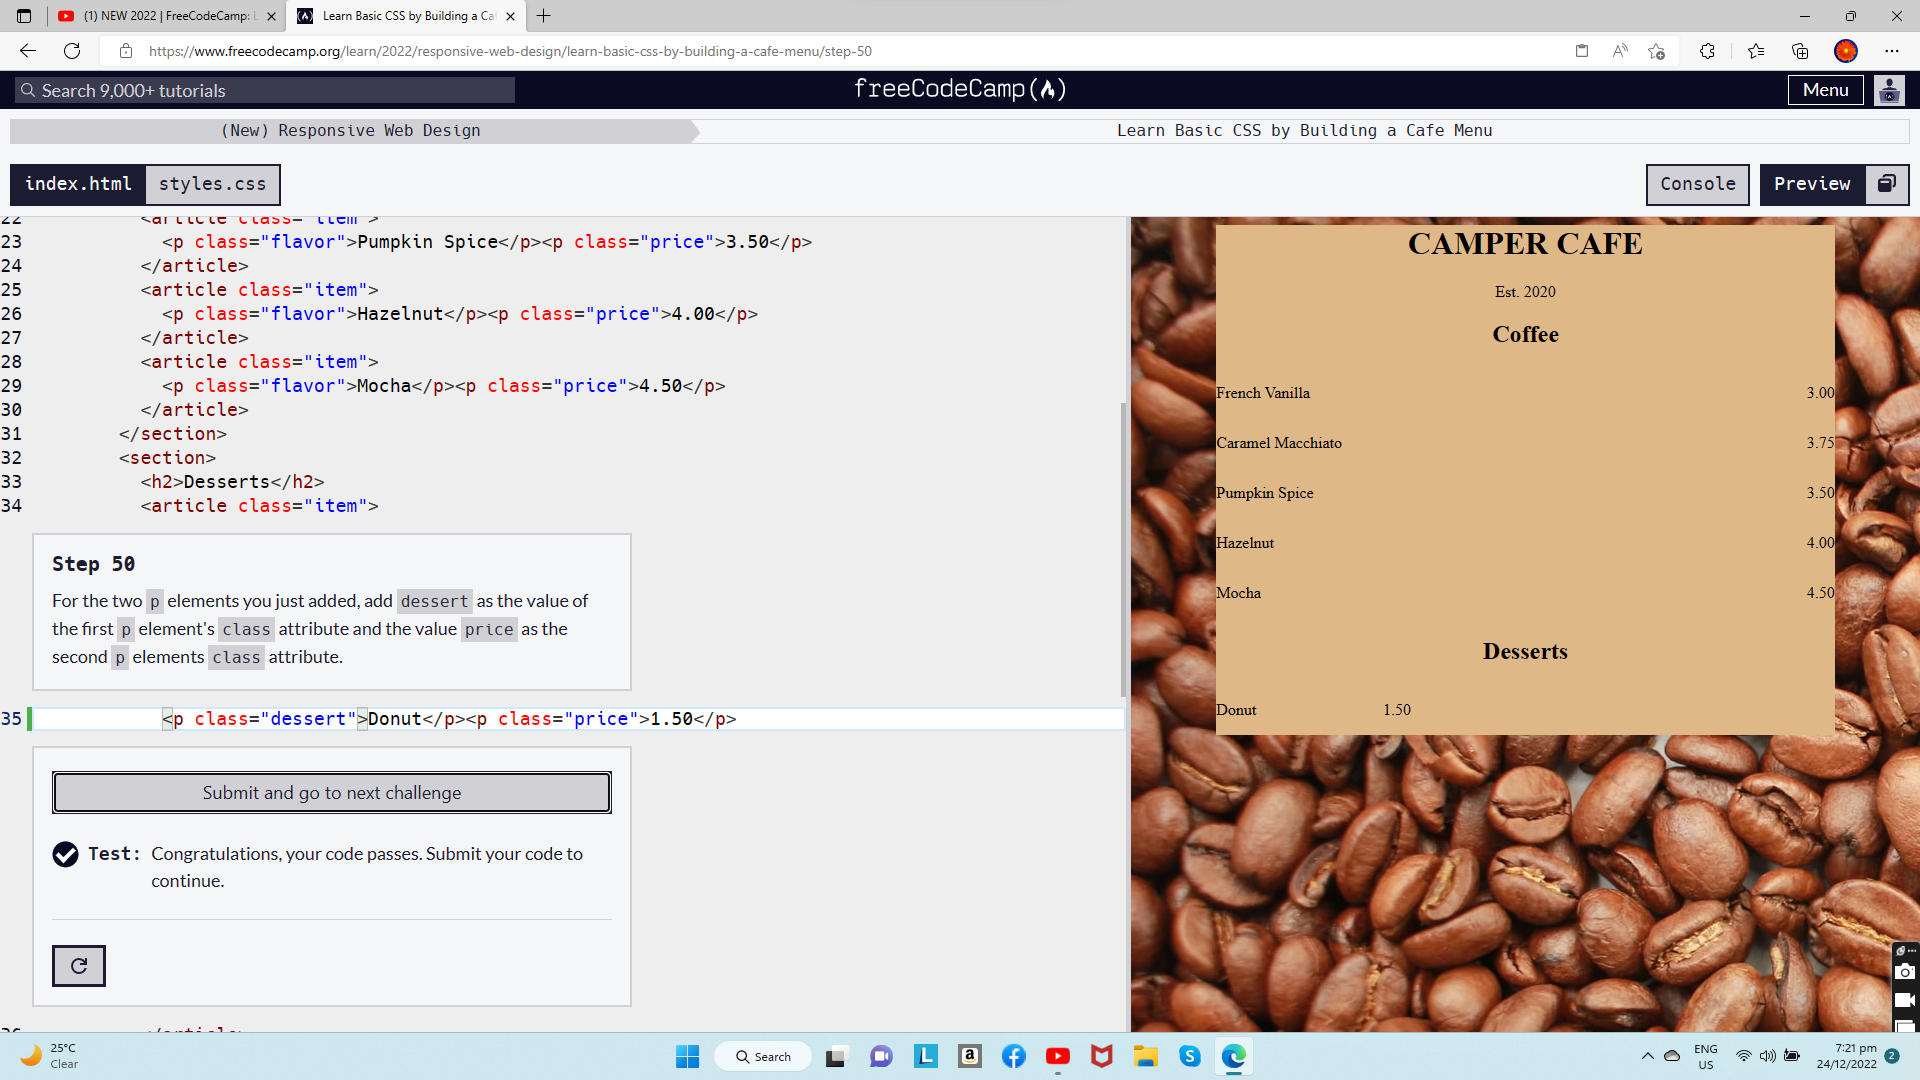 (1) NEW 2022 | FreeCodeCamp: L
Learn Basic CSS by Building a Caf
https://www.freecodecamp.org/learn/2022/responsive-web-design/learn-basic-css-by-building-a-cafe-menu/step-50
Search 9,000+ tutorials
freeCodeCamp
Menu
(New) Responsive Web Design
Learn Basic CSS by Building a Cafe Menu
index.html
styles.css
Console
Preview
22 <article class="item">
23 <p class="flavor">Pumpkin Spice</p><p class="price">3.50</p>
24 </article>
25 <article class="item">
26 <p class="flavor">Hazelnut</p><p class="price">4.00</p>
27 </article>
28 <article class="item">
29 <p class="flavor">Mocha</p><p class="price">4.50</p>
30 </article>
31 </section>
32 <section>
33 <h2>Desserts</h2>
34 <article class="item">
Step 50
For the two p elements you just added, add dessert as the value of
the first p element's class attribute and the value price as the
second p elements class attribute.
35 <p class="dessert">Donut</p><p class="price">1.50</p>
Submit and go to next challenge
Test: Congratulations, your code passes. Submit your code to
continue.
36 </article>
CAMPER CAFE
Est. 2020
Coffee
French Vanilla 3.00
Caramel Macchiato 3.75
Pumpkin Spice 3.50
Hazelnut 4.00
Mocha 4.50
Desserts
Donut 1.50
25°C
Clear
Search
ENG
US
7:21 pm
24/12/2022
2